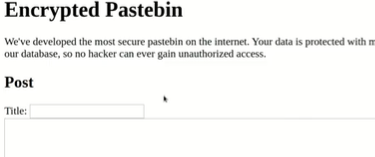 Encrypted Pastebin
We've developed the most secure pastebin on the internet. Your data is protected with
our database, so no hacker can ever gain unauthorized access.
Post
Title: